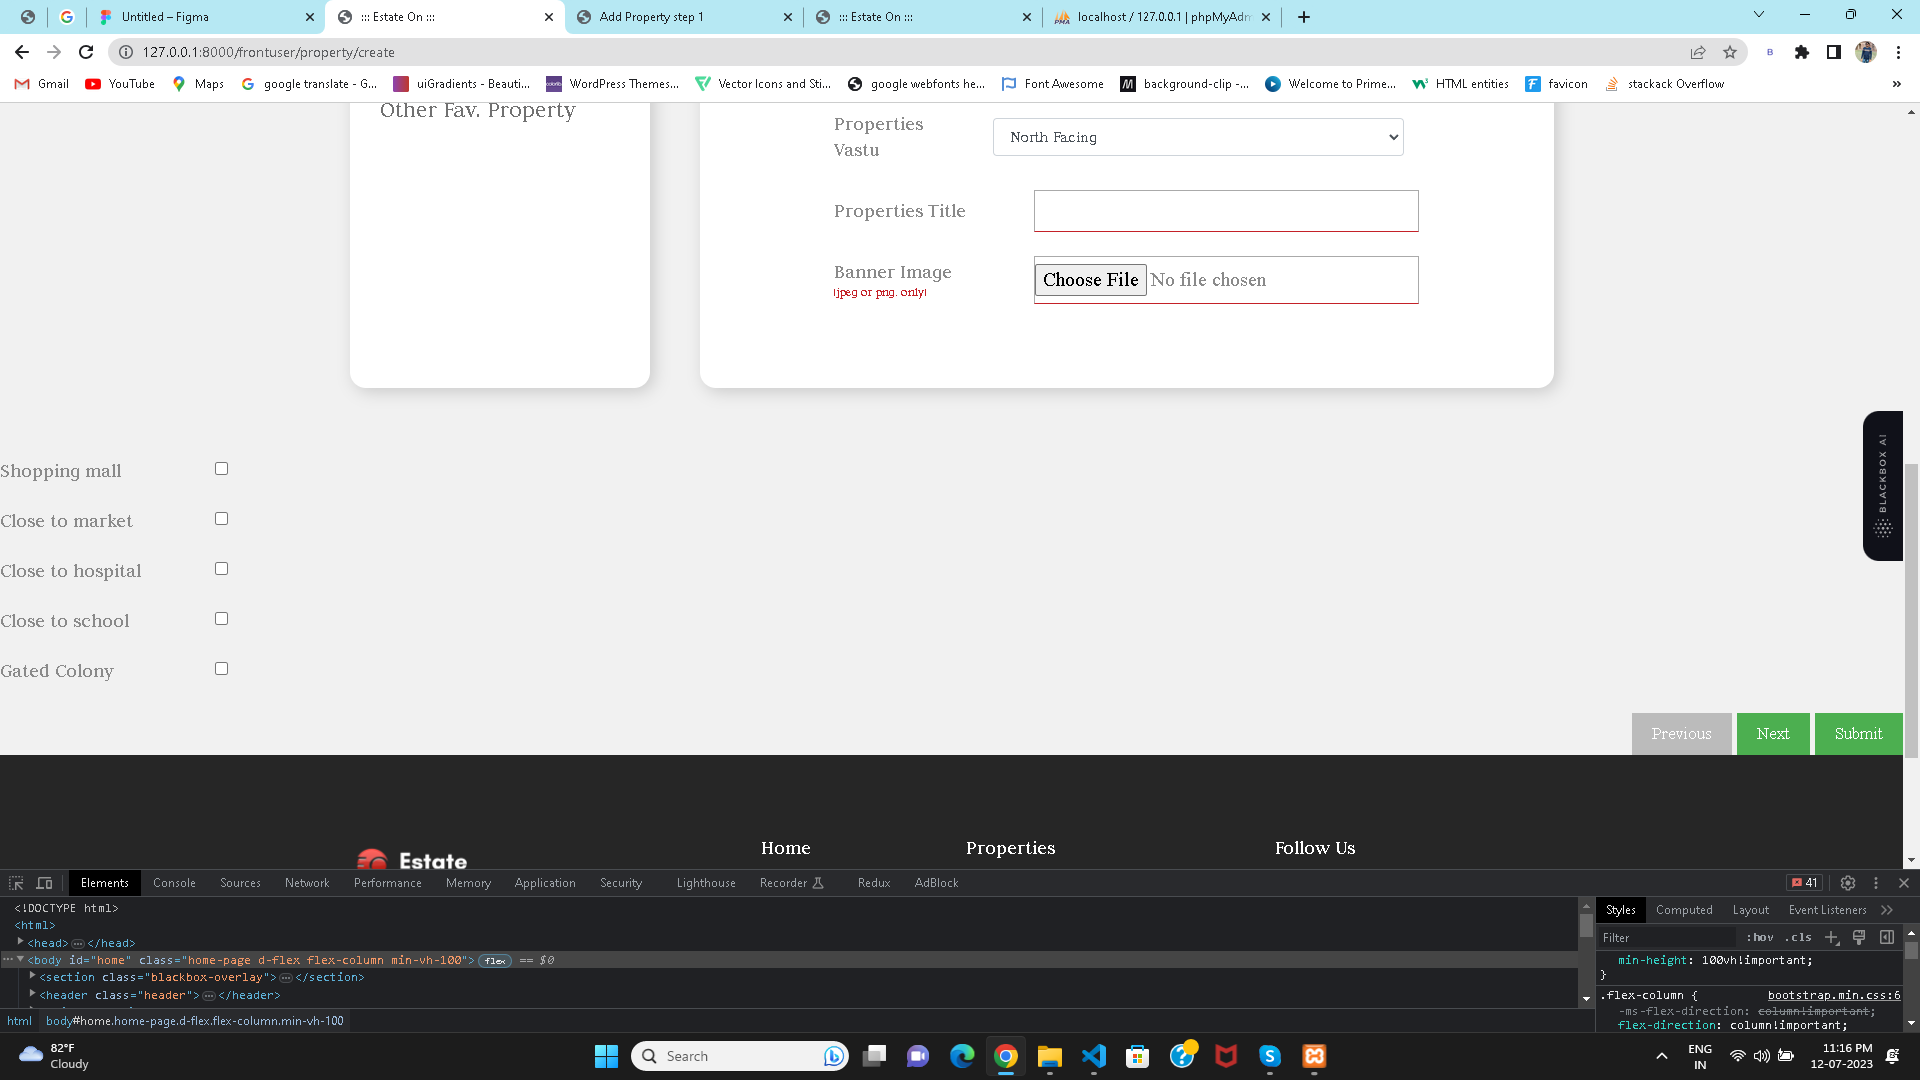 Untitled – Figma
::: Estate On :::
Add Property step 1
::: Estate On :::
localhost / 127.0.0.1 | phpMyAdm
127.0.0.1:8000/frontuser/property/create
Gmail
YouTube
Maps
google translate - G...
uiGradients - Beauti...
WordPress Themes...
Vector Icons and Sti...
google webfonts he...
Font Awesome
background-clip -...
Welcome to Prime...
HTML entities
favicon
stackack Overflow
»
Other Fav. Property
Properties
Vastu
North Facing
Properties Title
Banner Image
(jpeg or png. only)
Choose File No file chosen
BLACKBOX AI
Shopping mall
Close to market
Close to hospital
Close to school
Gated Colony
Previous
Next
Submit
Estate
Home
Properties
Follow Us
Elements
Console
Sources
Network
Performance
Memory
Application
Security
Lighthouse
Recorder
Redux
AdBlock
41
<!DOCTYPE html>
<html>
<head>…</head>
<body id="home" class="home-page d-flex flex-column min-vh-100"> flex == $0
<section class="blackbox-overlay">…</section>
<header class="header">…</header>
html body#home.home-page.d-flex.flex-column.min-vh-100
Styles
Computed
Layout
Event Listeners
Filter
:hov
.cls
min-height: 100vh!important;
}
.flex-column {
bootstrap.min.css:6
-ms-flex-direction: column!important;
flex-direction: column!important;
82°F
Cloudy
Search
ENG
IN
11:16 PM
12-07-2023